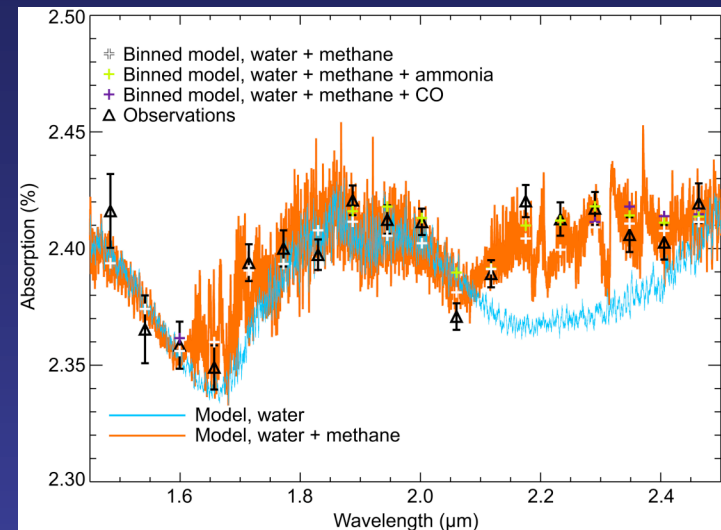 2.50
Binned model, water + methane
Binned model, water + methane + ammonia
Binned model, water + methane + CO
Observations
2.45
Absorption (%)
2.40
2.35
Model, water
Model, water + methane
2.30
1.6 1.8 2.0 2.2 2.4
Wavelength (μm)